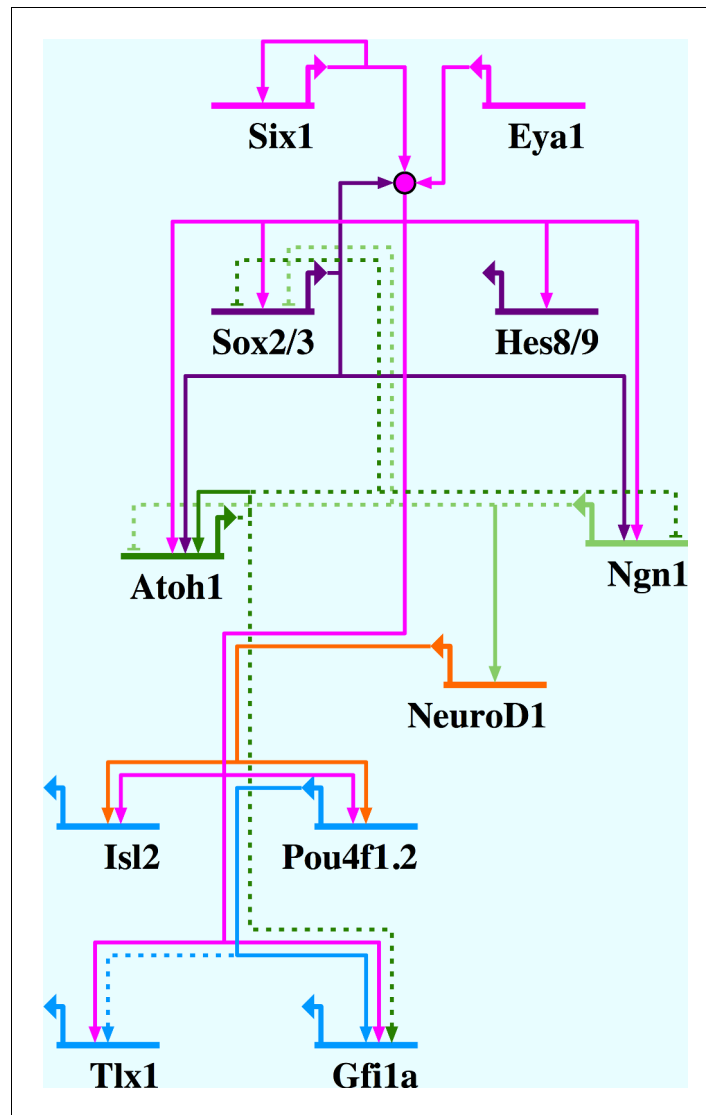 Six1
Eya1
Sox2/3
Hes8/9
Atoh1
Ngn1
NeuroD1
Isl2
Pou4f1.2
Tlx1
Gfi1a